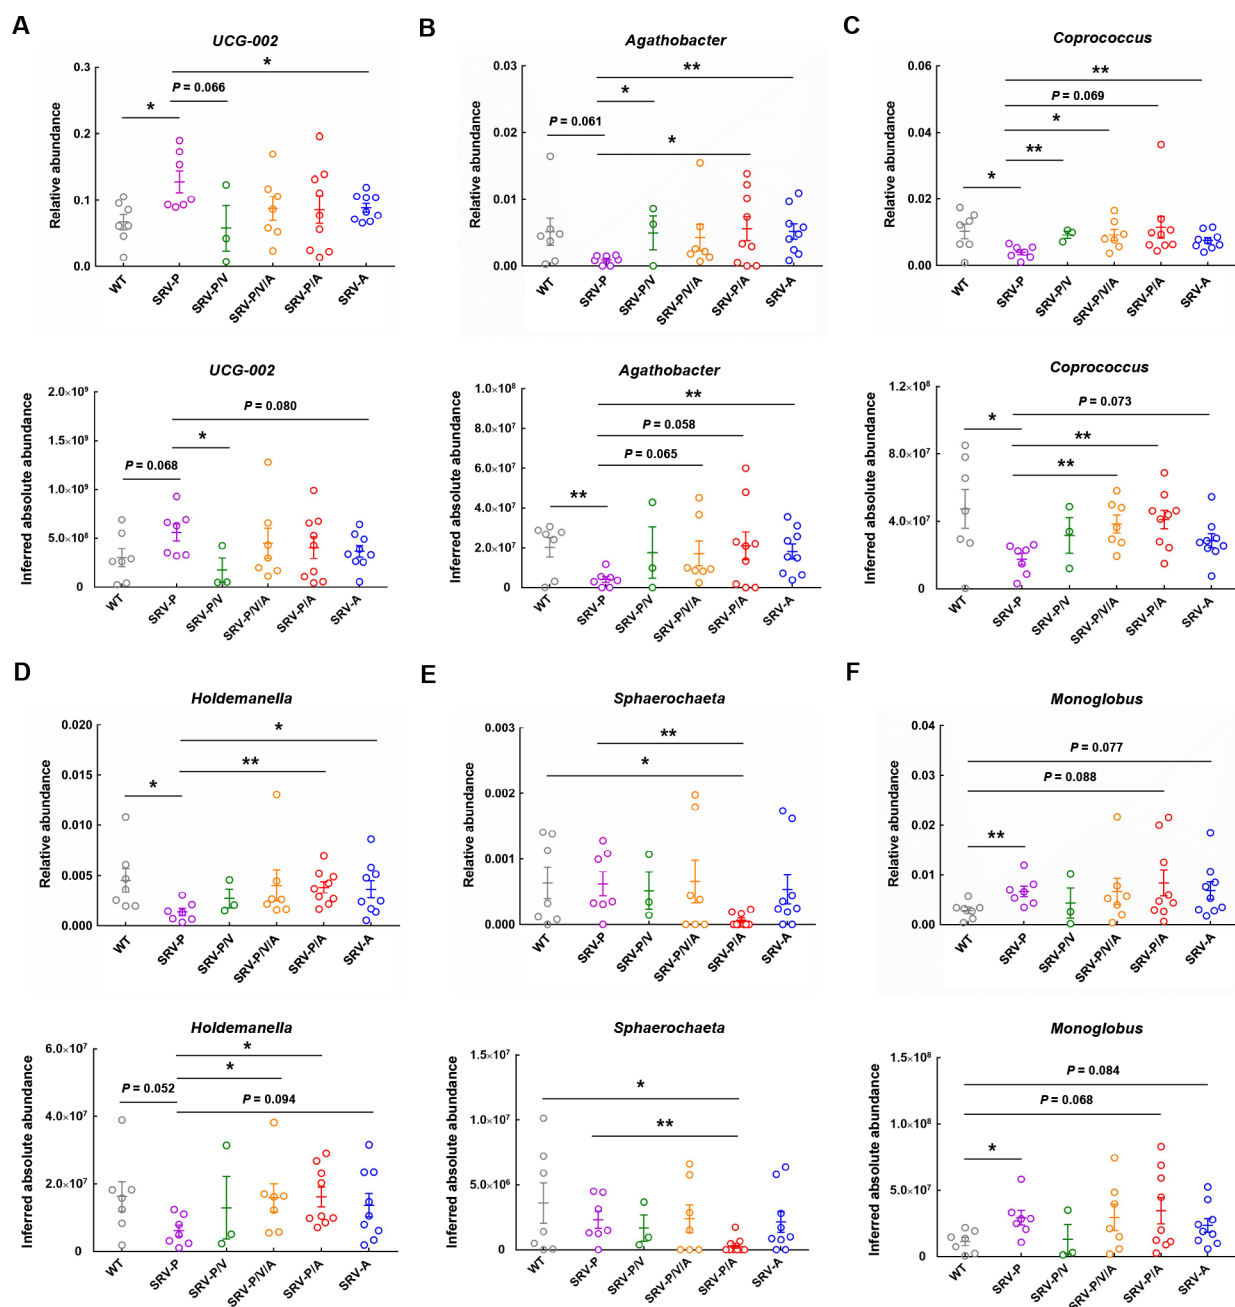 A
UCG-002
Relative abundance
0.3
0.2
0.1
0.0
*
P = 0.066
*
WT
SRV-P
SRV-P/V
SRV-P/V/A
SRV-P/A
SRV-A
B
Agathobacter
Relative abundance
0.03
0.02
0.01
0.00
**
*
P = 0.061
*
WT
SRV-P
SRV-P/V
SRV-P/V/A
SRV-P/A
SRV-A
C
Coprococcus
Relative abundance
0.06
0.04
0.02
0.00
**
P = 0.069
*
**
*
WT
SRV-P
SRV-P/V
SRV-P/V/A
SRV-P/A
SRV-A
UCG-002
Inferred absolute abundance
2.0×10⁹
1.5×10⁹
1.0×10⁹
5.0×10⁸
0
P = 0.080
*
P = 0.068
WT
SRV-P
SRV-P/V
SRV-P/V/A
SRV-P/A
SRV-A
Agathobacter
Inferred absolute abundance
1.0×10⁸
8.0×10⁷
6.0×10⁷
4.0×10⁷
2.0×10⁷
0
**
P = 0.058
P = 0.065
**
WT
SRV-P
SRV-P/V
SRV-P/V/A
SRV-P/A
SRV-A
Coprococcus
Inferred absolute abundance
1.2×10⁸
8.0×10⁷
4.0×10⁷
0
P = 0.073
*
**
**
WT
SRV-P
SRV-P/V
SRV-P/V/A
SRV-P/A
SRV-A
D
Holdemanella
Relative abundance
0.020
0.015
0.010
0.005
0.000
*
**
*
WT
SRV-P
SRV-P/V
SRV-P/V/A
SRV-P/A
SRV-A
E
Sphaerochaeta
Relative abundance
0.003
0.002
0.001
0.000
**
*
WT
SRV-P
SRV-P/V
SRV-P/V/A
SRV-P/A
SRV-A
F
Monoglobus
Relative abundance
0.04
0.03
0.02
0.01
0.00
P = 0.077
P = 0.088
**
WT
SRV-P
SRV-P/V
SRV-P/V/A
SRV-P/A
SRV-A
Holdemanella
Inferred absolute abundance
6.0×10⁷
4.0×10⁷
2.0×10⁷
0
*
*
P = 0.052
P = 0.094
WT
SRV-P
SRV-P/V
SRV-P/V/A
SRV-P/A
SRV-A
Sphaerochaeta
Inferred absolute abundance
1.5×10⁷
1.0×10⁷
5.0×10⁶
0
*
**
WT
SRV-P
SRV-P/V
SRV-P/V/A
SRV-P/A
SRV-A
Monoglobus
Inferred absolute abundance
1.5×10⁸
1.0×10⁸
5.0×10⁷
0
P = 0.084
P = 0.068
*
WT
SRV-P
SRV-P/V
SRV-P/V/A
SRV-P/A
SRV-A